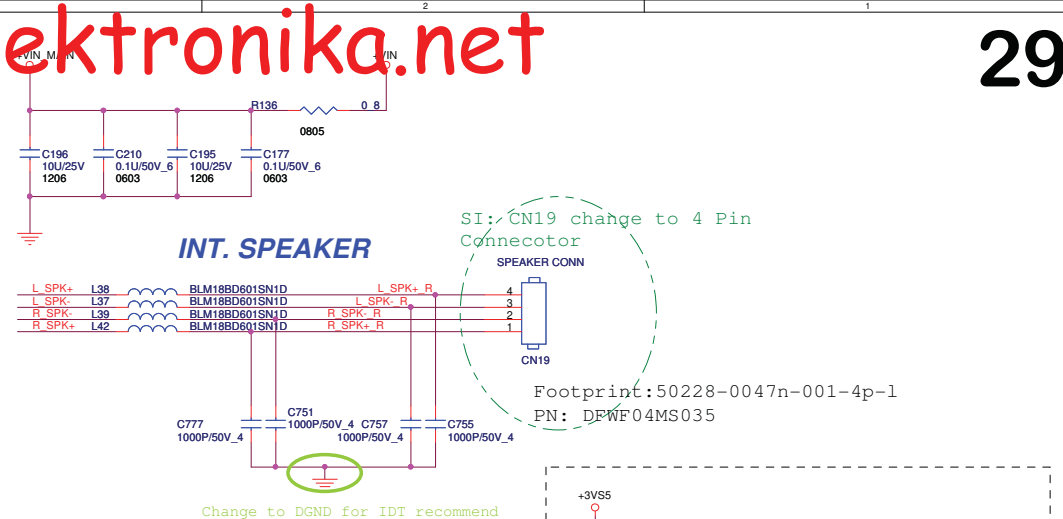 2
1
ektronika.net
29
+VIN_MAIN
+VIN
R136
0_8
0805
C196
10U/25V
1206
C210
0.1U/50V_6
0603
C195
10U/25V
1206
C177
0.1U/50V_6
0603
SI: CN19 change to 4 Pin
Connecotor
INT. SPEAKER
SPEAKER CONN
L_SPK+ L38 BLM18BD601SN1D L_SPK+_R 4
L_SPK- L37 BLM18BD601SN1D L_SPK-_R 3
R_SPK- L39 BLM18BD601SN1D R_SPK-_R 2
R_SPK+ L42 BLM18BD601SN1D R_SPK+_R 1
CN19
Footprint:50228-0047n-001-4p-l
PN: DFWF04MS035
C777
1000P/50V_4
C751
1000P/50V_4
C757
1000P/50V_4
C755
1000P/50V_4
Change to DGND for IDT recommend
+3VS5